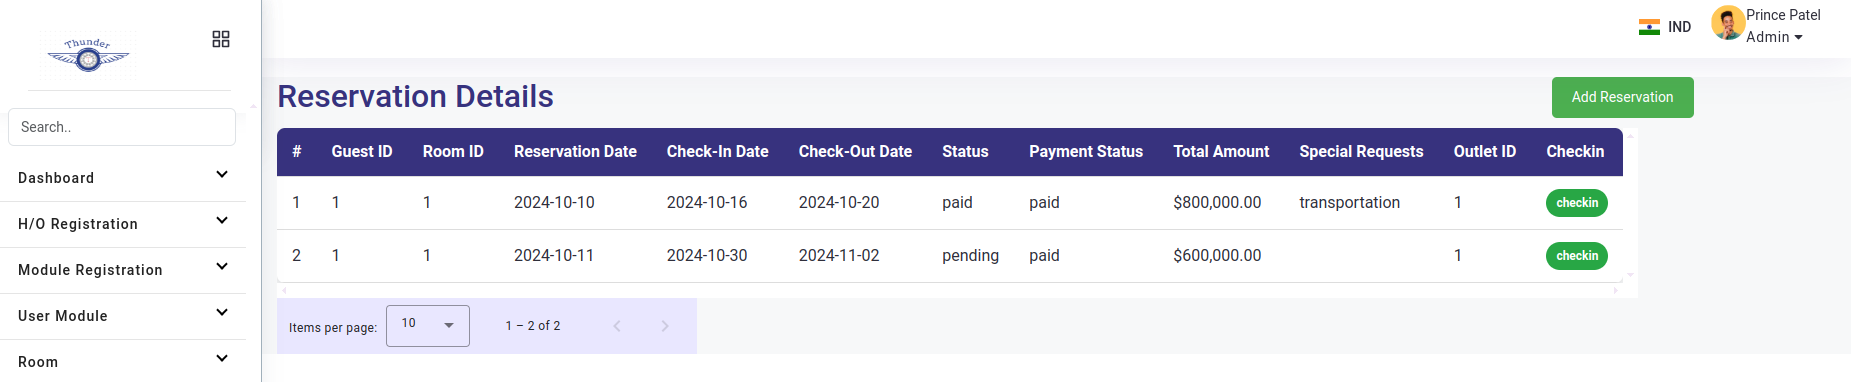 Thunder
IND
Prince Patel
Admin
Search..
Dashboard
H/O Registration
Module Registration
User Module
Room
Reservation Details
Add Reservation
# Guest ID Room ID Reservation Date Check-In Date Check-Out Date Status Payment Status Total Amount Special Requests Outlet ID Checkin
1 1 1 2024-10-10 2024-10-16 2024-10-20 paid paid $800,000.00 transportation 1 checkin
2 1 1 2024-10-11 2024-10-30 2024-11-02 pending paid $600,000.00 1 checkin
Items per page: 10 1 – 2 of 2